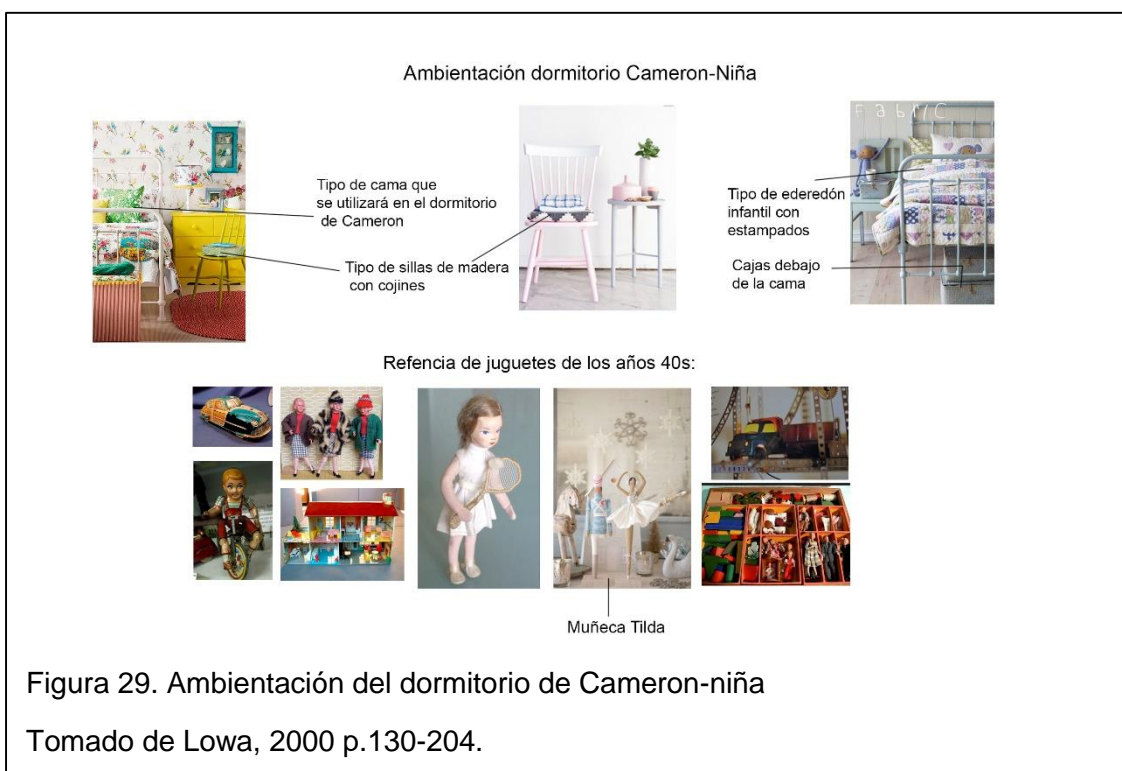 Ambientación dormitorio Cameron-Niña
Tipo de cama que
se utilizará en el dormitorio
de Cameron
Tipo de sillas de madera
con cojines
Tipo de ederedón
infantil con
estampados
Cajas debajo
de la cama
Refencia de juguetes de los años 40s:
Muñeca Tilda
Figura 29. Ambientación del dormitorio de Cameron-niña
Tomado de Lowa, 2000 p.130-204.